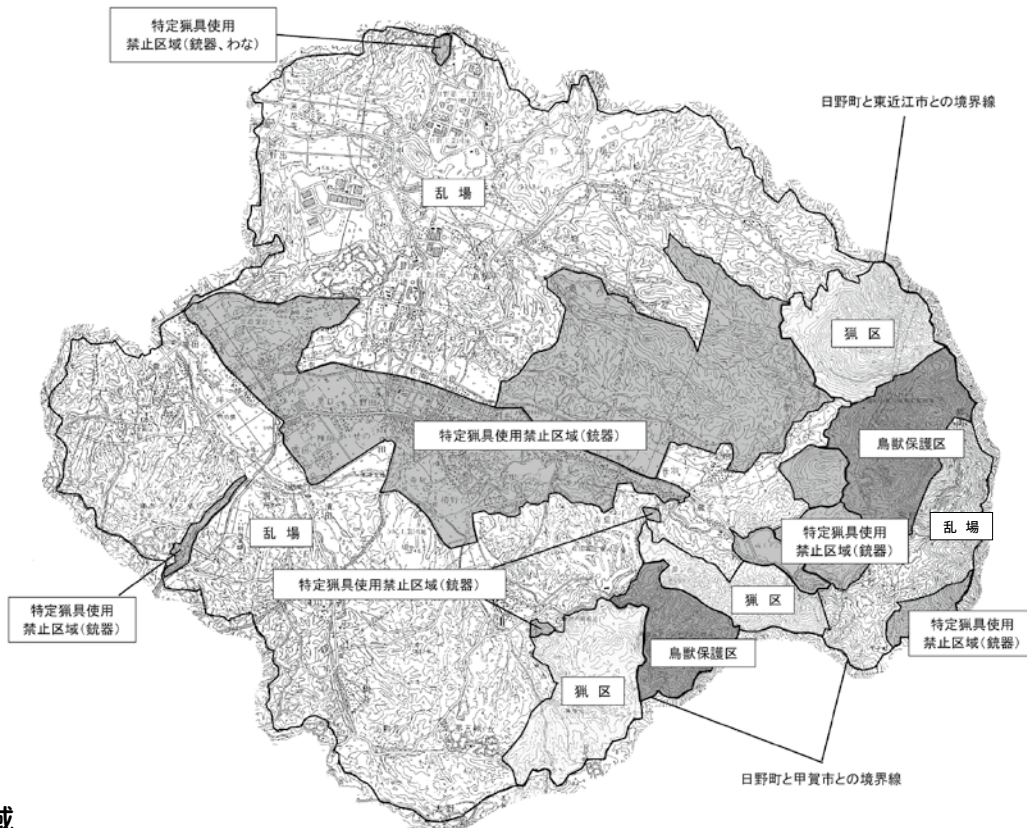 特定猟具使用
禁止区域(銃器、わな)
日野町と東近江市との境界線
乱 場
猟 区
特定猟具使用禁止区域(銃器)
鳥獣保護区
乱 場
乱 場
特定猟具使用
禁止区域(銃器)
特定猟具使用禁止区域(銃器)
猟 区
特定猟具使用
禁止区域(銃器)
特定猟具使用
禁止区域(銃器)
鳥獣保護区
猟 区
日野町と甲賀市との境界線
域